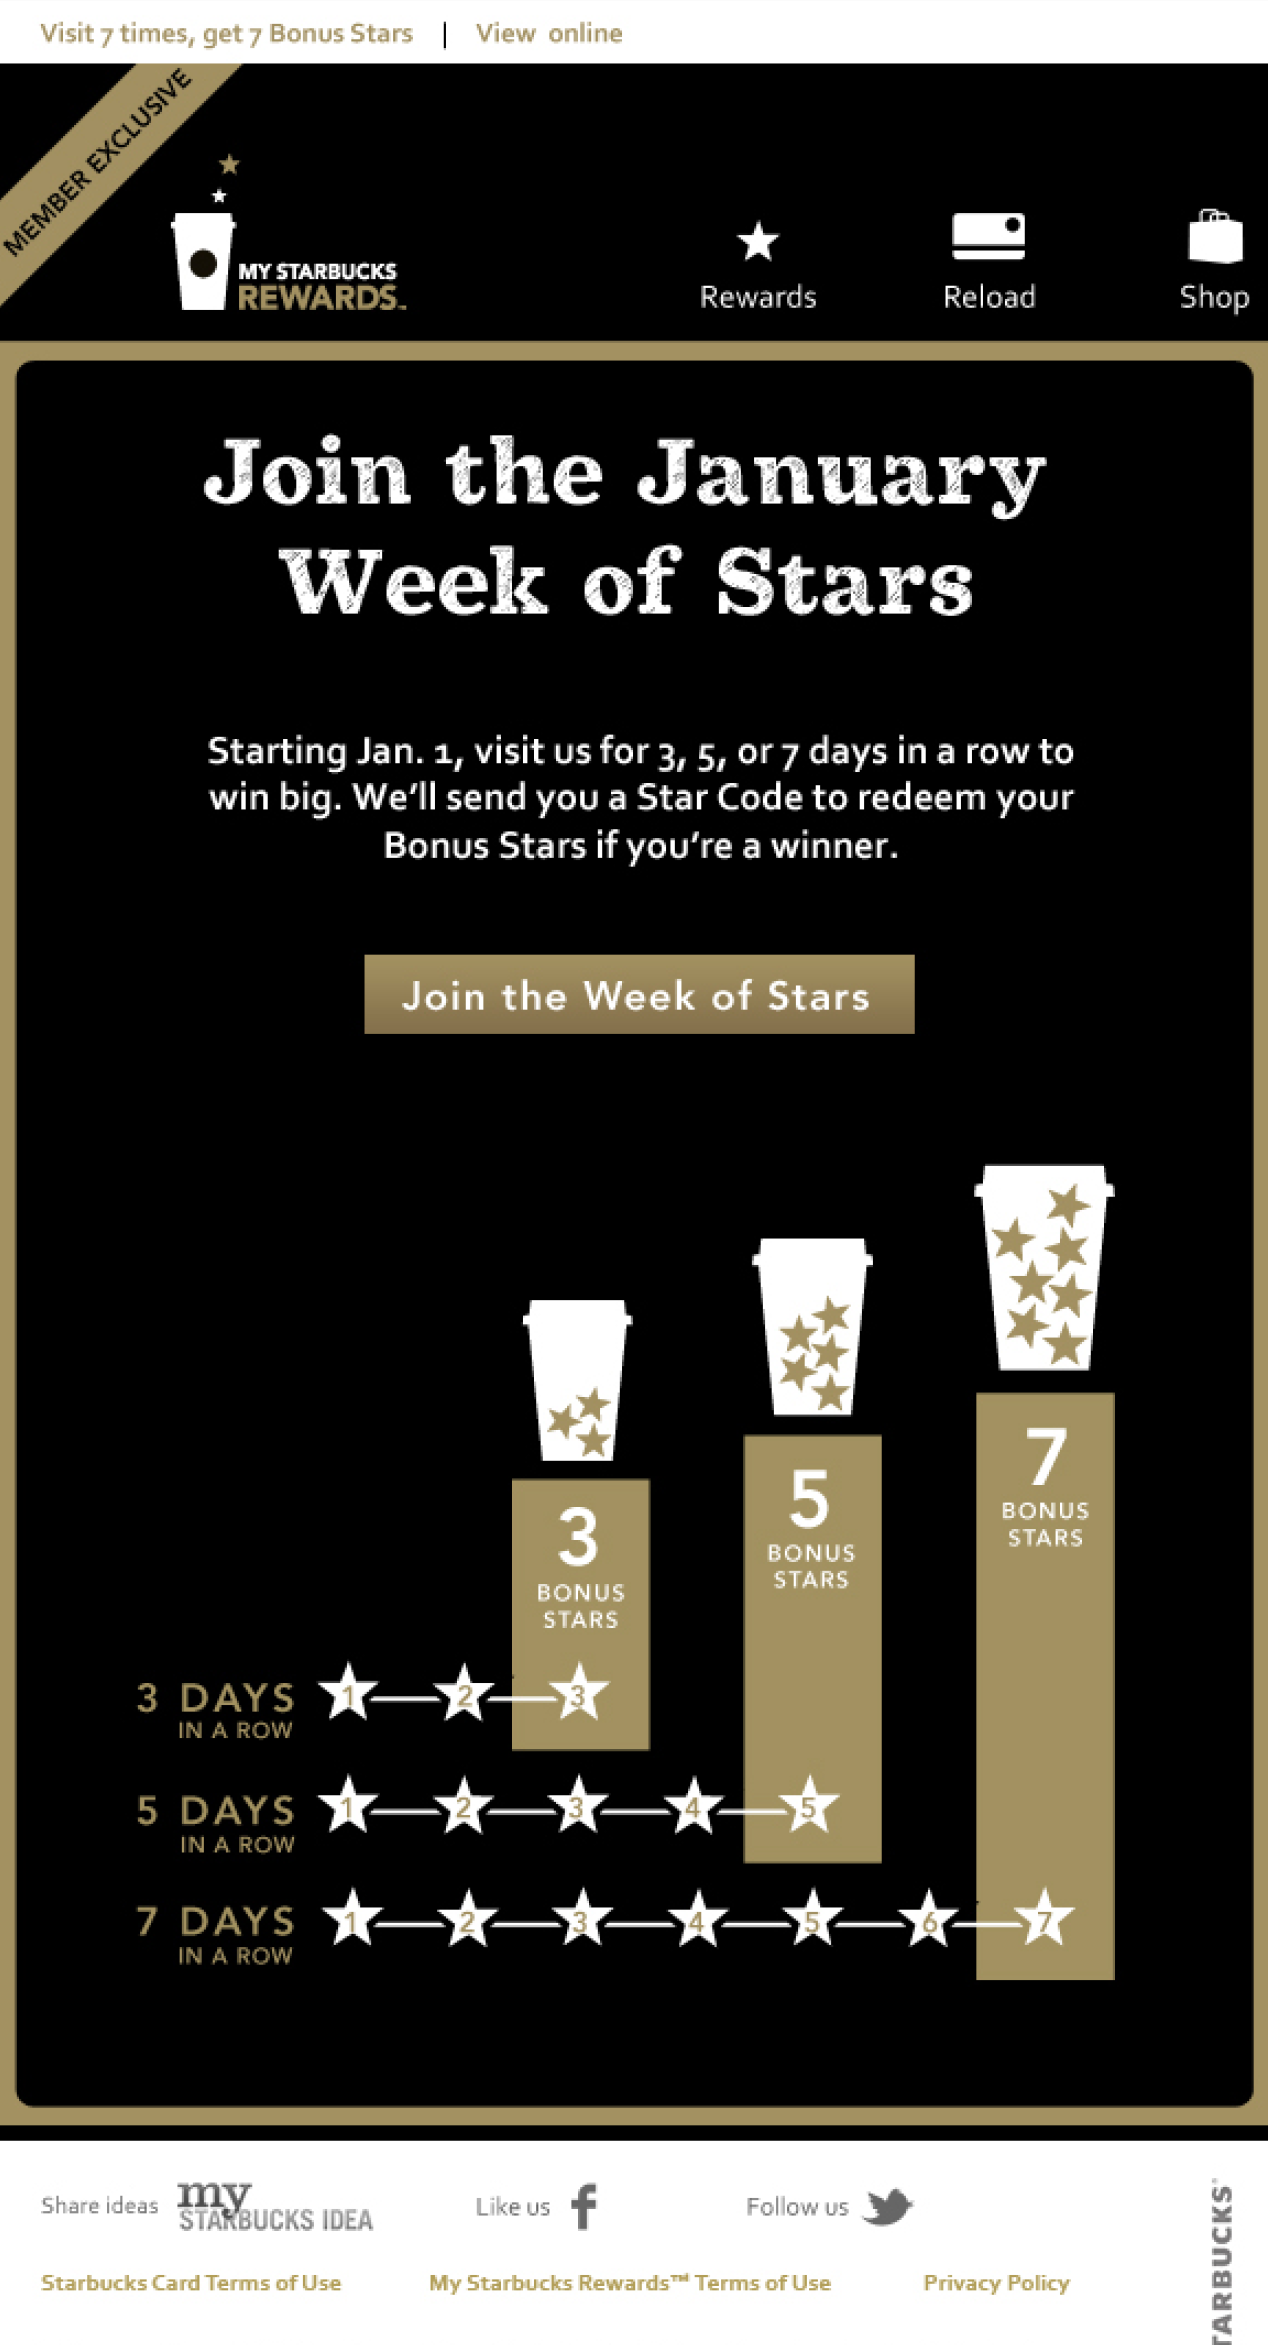 Visit 7 times, get 7 Bonus Stars | View online
MEMBER EXCLUSIVE
MY STARBUCKS
REWARDS™
Rewards
Reload
Shop
Join the January
Week of Stars
Starting Jan. 1, visit us for 3, 5, or 7 days in a row to
win big. We'll send you a Star Code to redeem your
Bonus Stars if you're a winner.
Join the Week of Stars
7
BONUS
STARS
5
BONUS
STARS
3
BONUS
STARS
3 DAYS
IN A ROW
1 2 3
5 DAYS
IN A ROW
1 2 3 4 5
7 DAYS
IN A ROW
1 2 3 4 5 6 7
Share ideas
my
STARBUCKS IDEA
Like us
Follow us
Starbucks Card Terms of Use
My Starbucks Rewards™ Terms of Use
Privacy Policy
TARBUCKS®